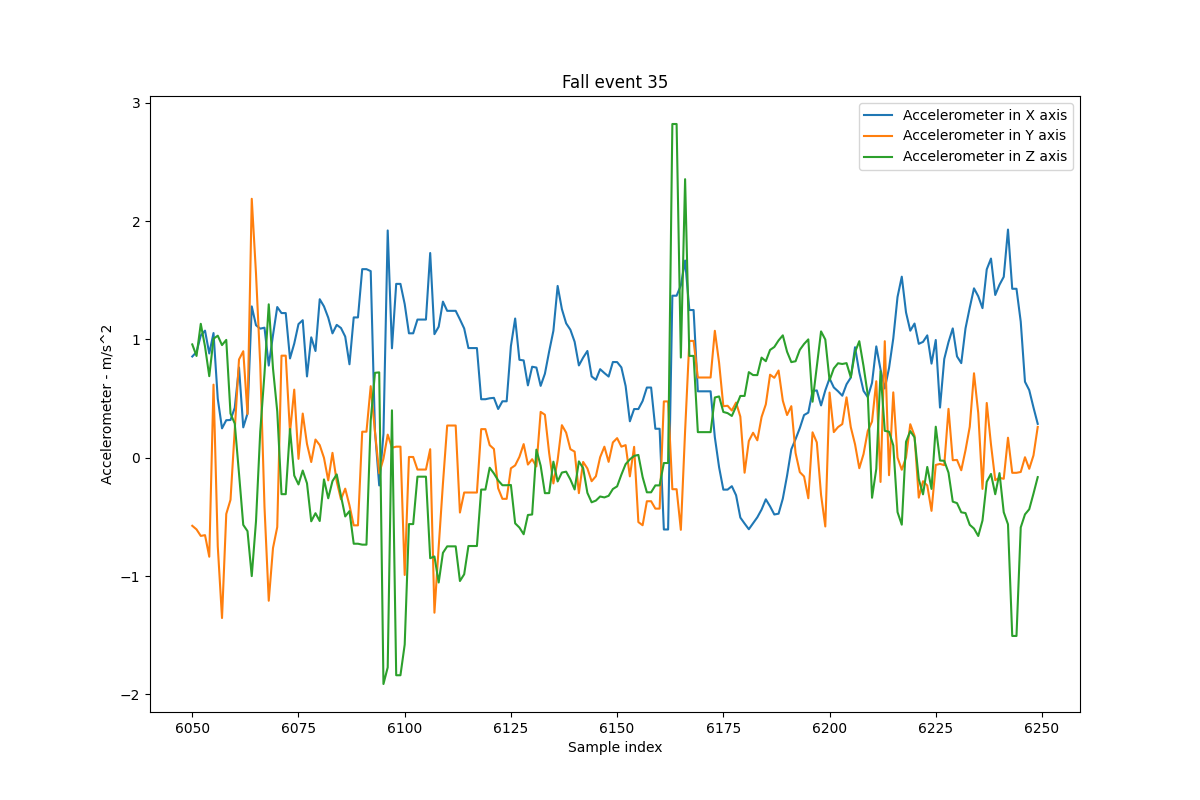 Fall event 35
Accelerometer in X axis
Accelerometer in Y axis
Accelerometer in Z axis
Accelerometer - m/s^2
3
2
1
0
−1
−2
6050 6075 6100 6125 6150 6175 6200 6225 6250
Sample index